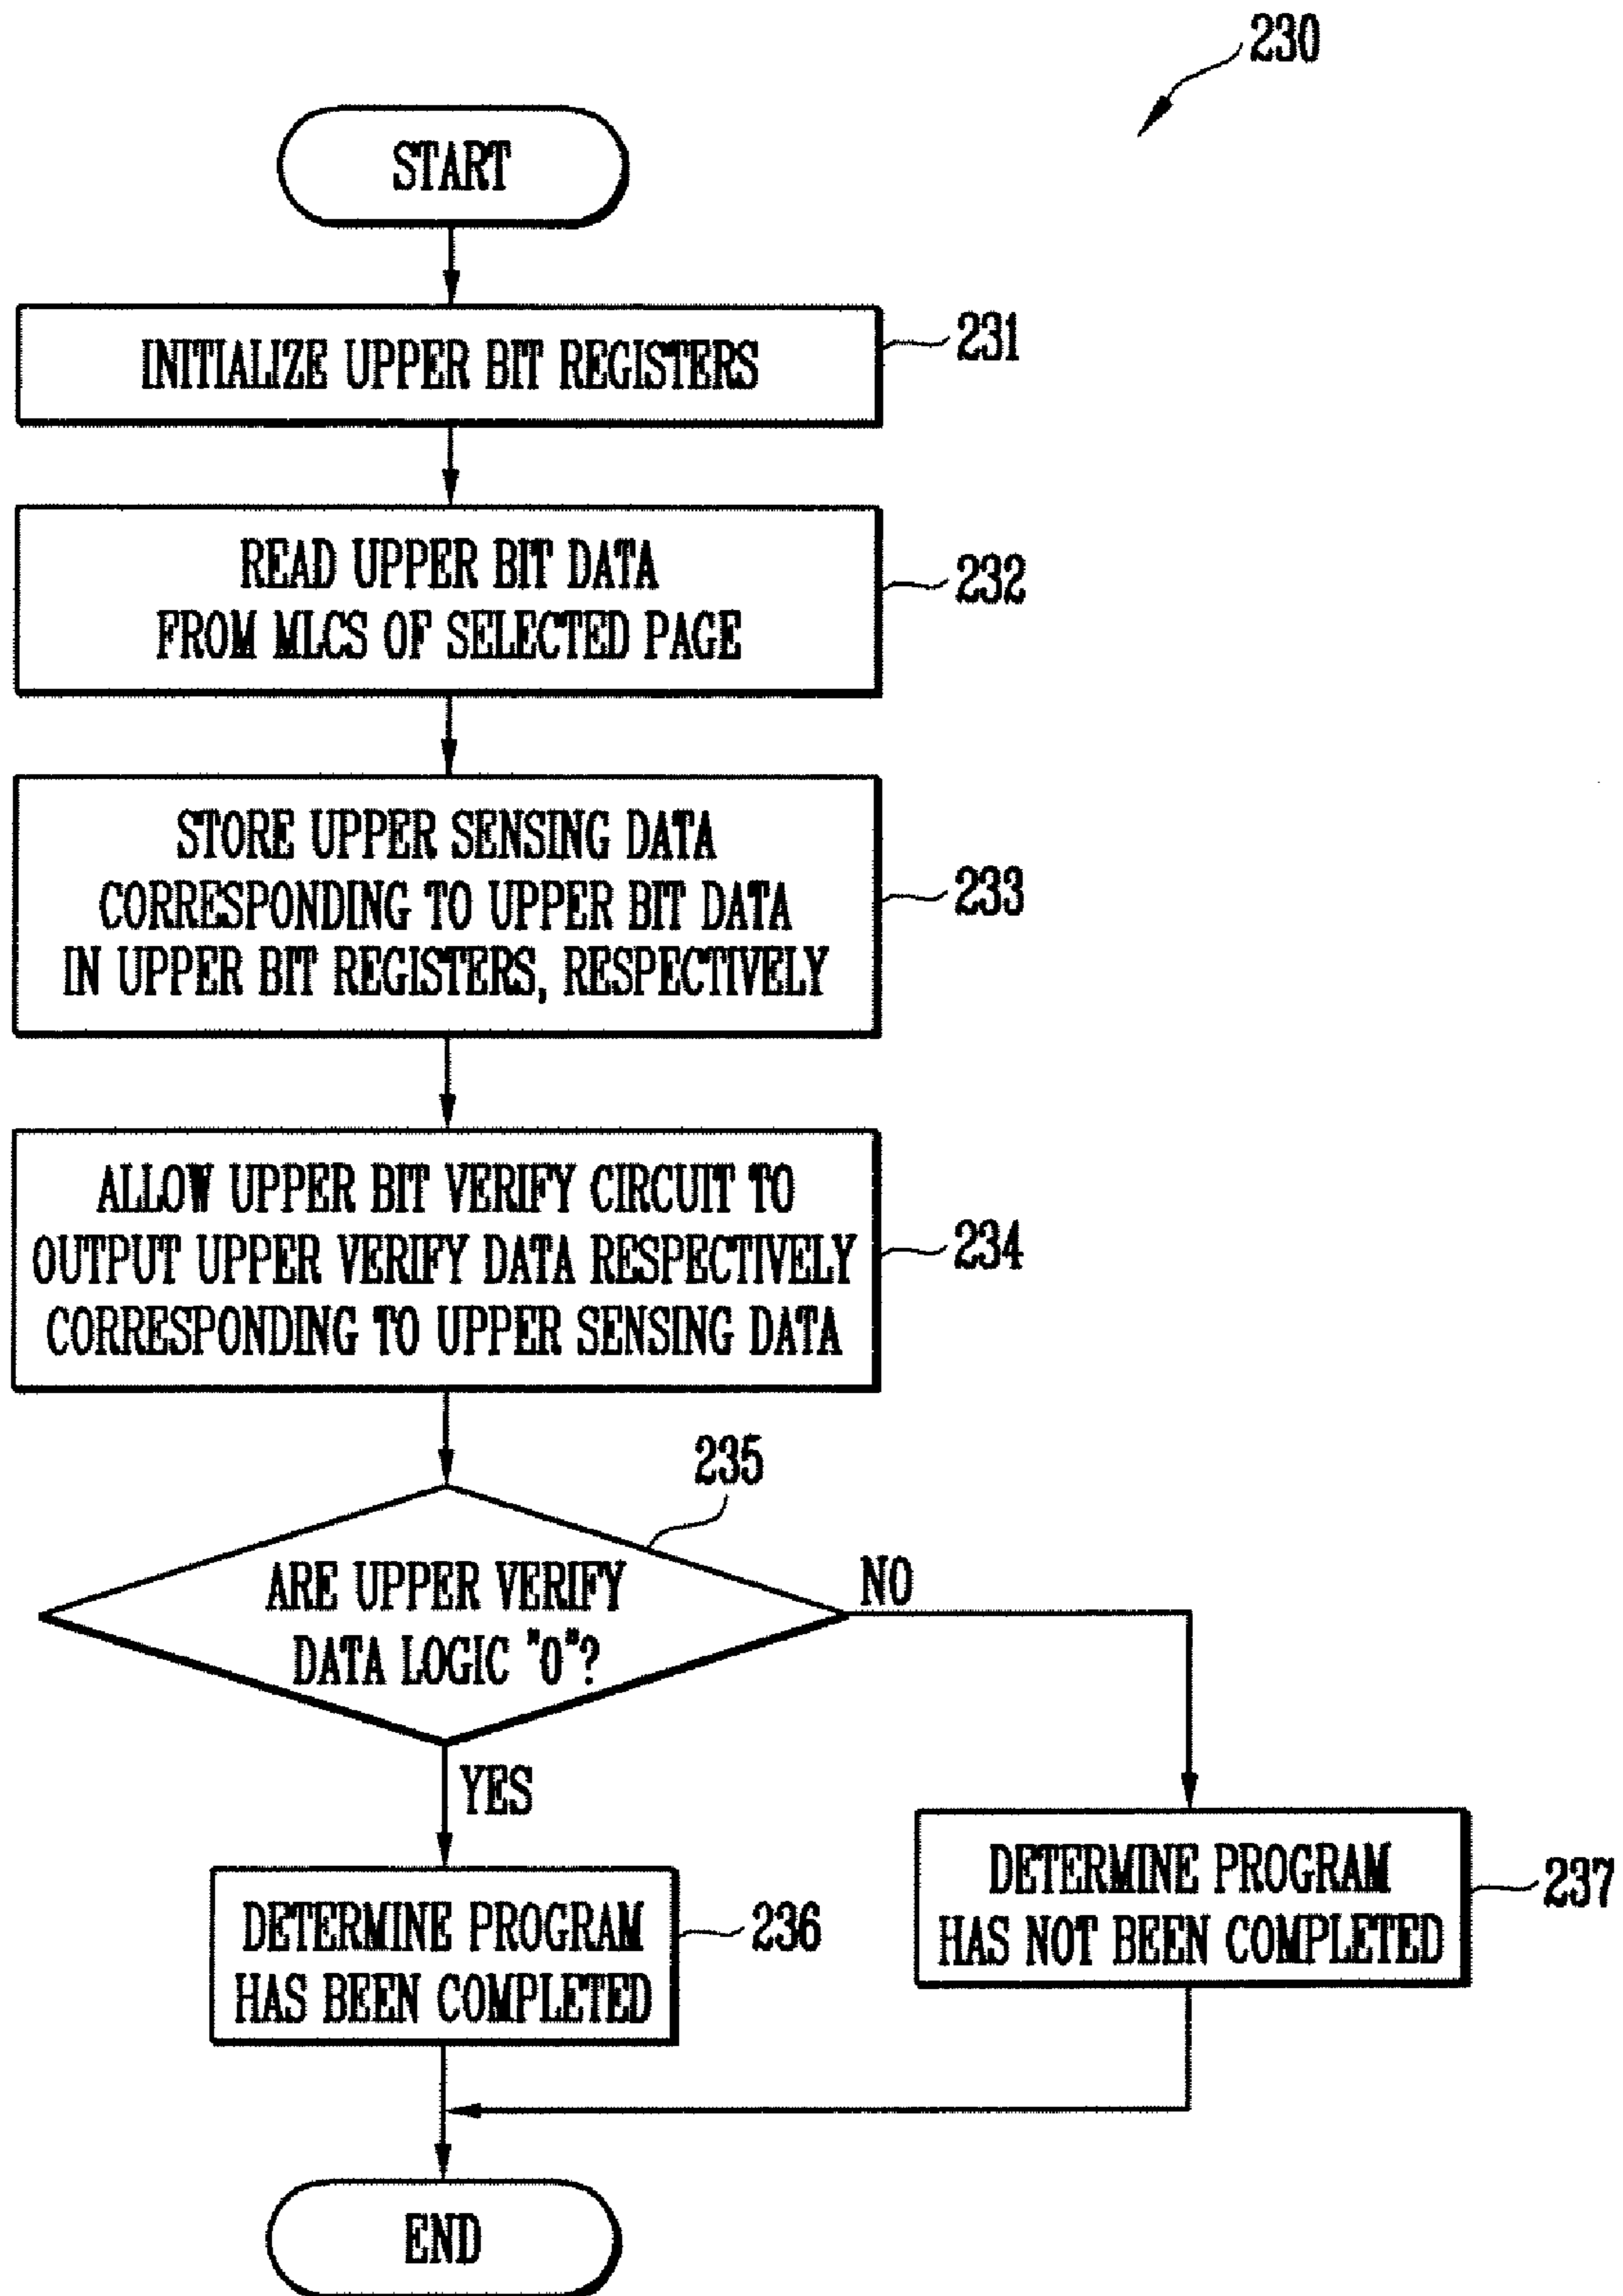 230
START
INITIALIZE UPPER BIT REGISTERS
231
READ UPPER BIT DATA
FROM MLCS OF SELECTED PAGE
232
STORE UPPER SENSING DATA
CORRESPONDING TO UPPER BIT DATA
IN UPPER BIT REGISTERS, RESPECTIVELY
233
ALLOW UPPER BIT VERIFY CIRCUIT TO
OUTPUT UPPER VERIFY DATA RESPECTIVELY
CORRESPONDING TO UPPER SENSING DATA
234
235
ARE UPPER VERIFY
DATA LOGIC "0"?
NO
YES
DETERMINE PROGRAM
HAS BEEN COMPLETED
236
DETERMINE PROGRAM
HAS NOT BEEN COMPLETED
237
END